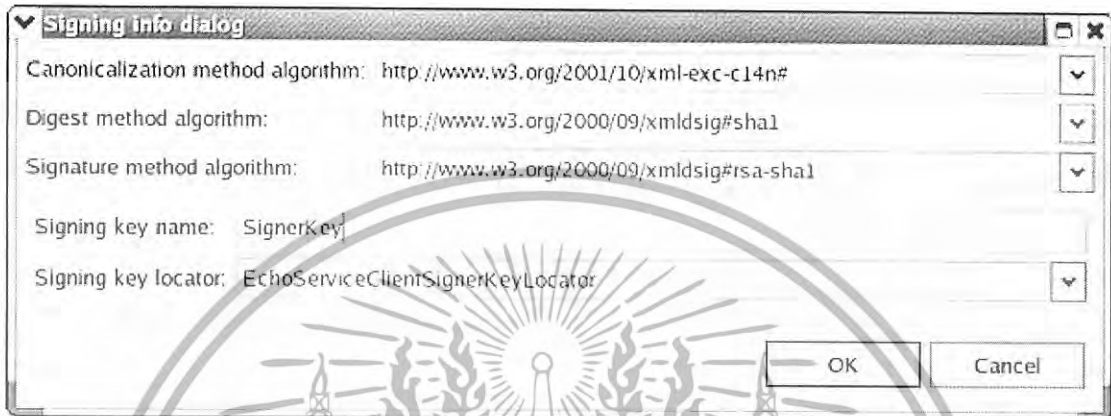 Signing info dialog
Canonicalization method algorithm: http://www.w3.org/2001/10/xml-exc-c14n#
Digest method algorithm: http://www.w3.org/2000/09/xmldsig#sha1
Signature method algorithm: http://www.w3.org/2000/09/xmldsig#rsa-sha1
Signing key name: SignerKey
Signing key locator: EchoServiceClientSignerKeyLocator
OK Cancel